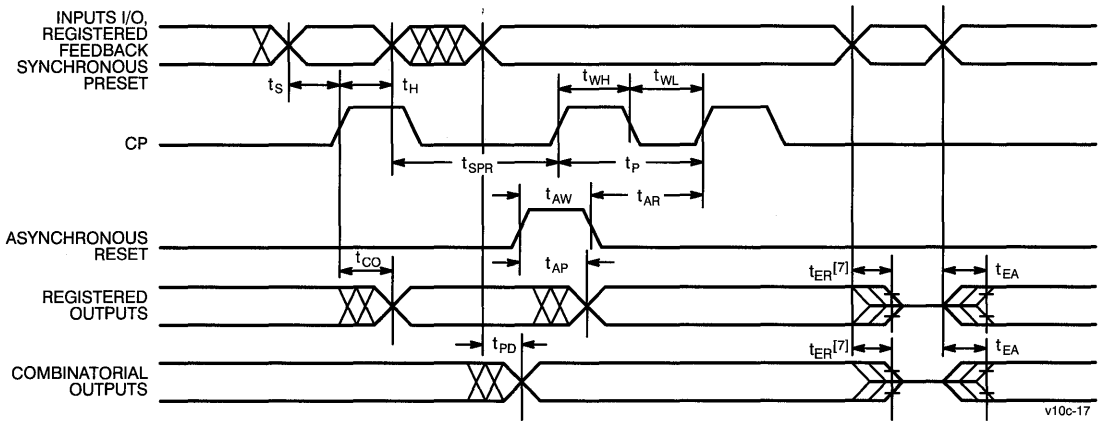 INPUTS I/O,
REGISTERED
FEEDBACK
SYNCHRONOUS
PRESET
tS
tH
tWH
tWL
CP
tSPR
tP
tAW
tAR
ASYNCHRONOUS
RESET
tCO
tAP
tER[7]
tEA
REGISTERED
OUTPUTS
tPD
tER[7]
tEA
COMBINATORIAL
OUTPUTS
v10c-17